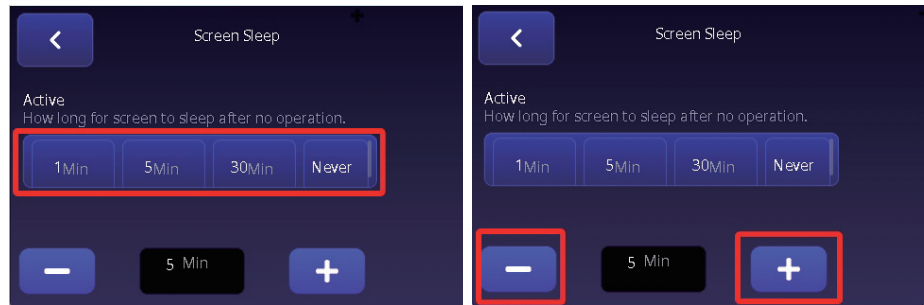 Screen Sleep
Active
How long for screen to sleep after no operation.
1Min 5Min 30Min Never
5 Min
Screen Sleep
Active
How long for screen to sleep after no operation.
1Min 5Min 30Min Never
5 Min